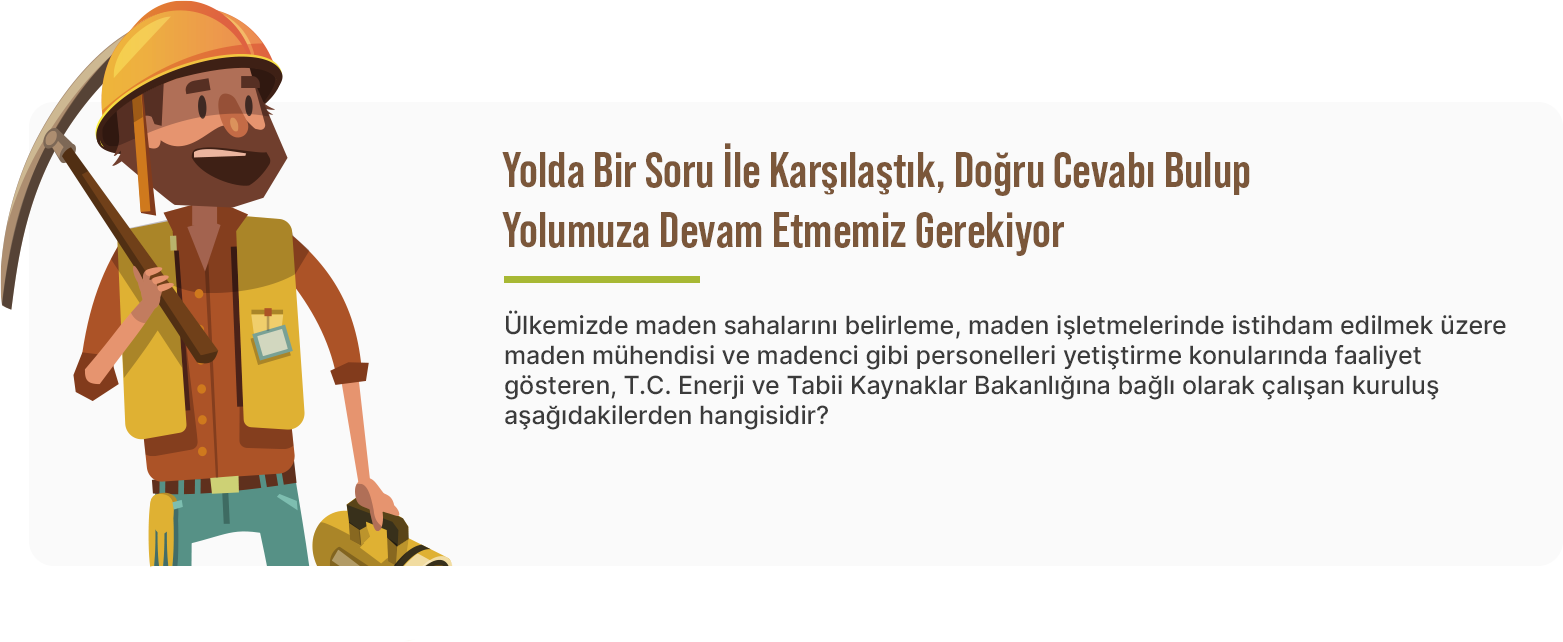 Yolda Bir Soru İle Karşılaştık, Doğru Cevabı Bulup
Yolumuza Devam Etmemiz Gerekiyor
Ülkemizde maden sahalarını belirleme, maden işletmelerinde istihdam edilmek üzere
maden mühendisi ve madenci gibi personelleri yetiştirme konularında faaliyet
gösteren, T.C. Enerji ve Tabii Kaynaklar Bakanlığına bağlı olarak çalışan kuruluş
aşağıdakilerden hangisidir?